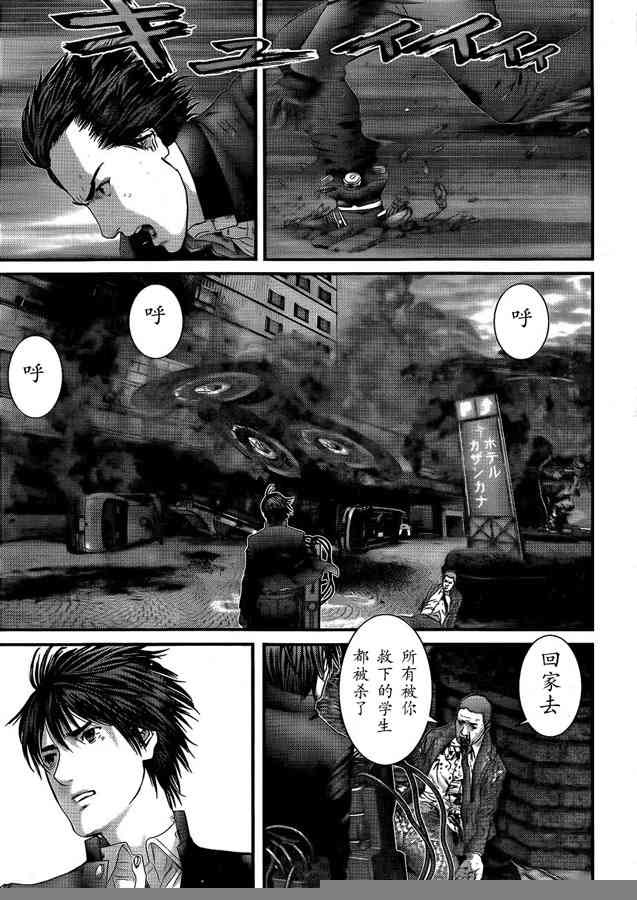 キュイイイィ
呼
呼
呼
ホテル
カザンカナ
回家去
所有被你
救下的学生
都被杀了